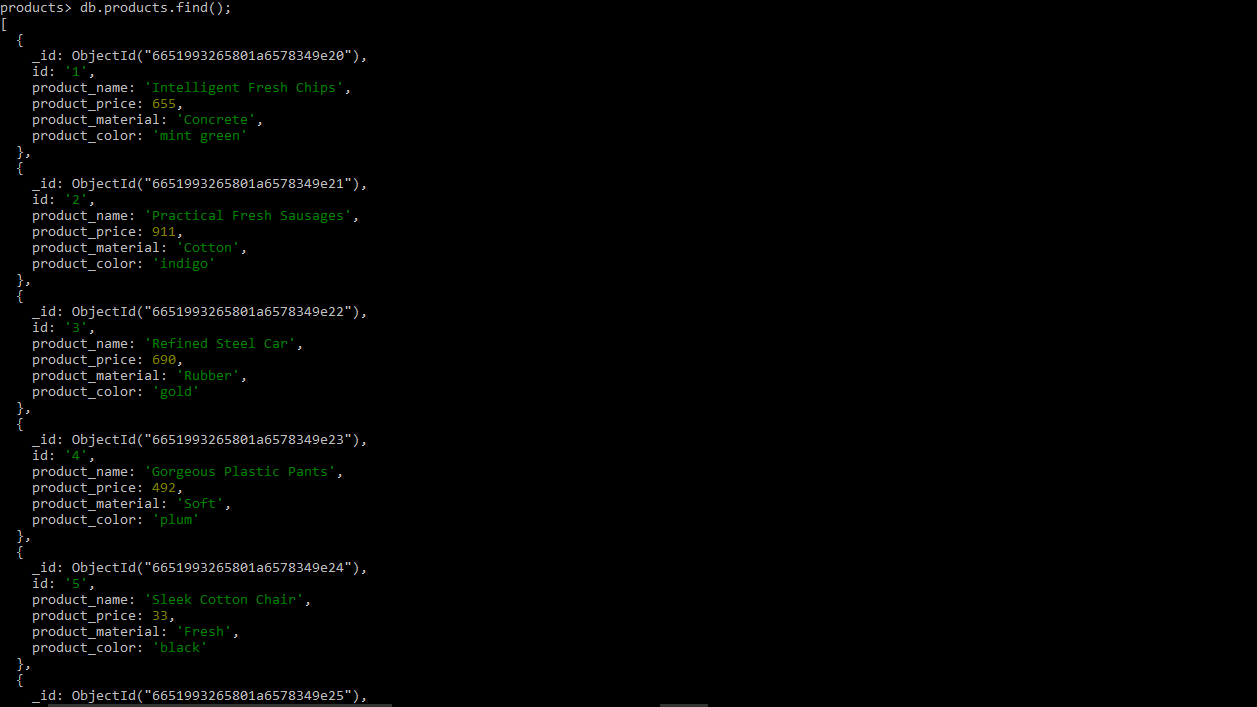 products> db.products.find();
[
  {
    _id: ObjectId("6651993265801a6578349e20"),
    id: '1',
    product_name: 'Intelligent Fresh Chips',
    product_price: 655,
    product_material: 'Concrete',
    product_color: 'mint green'
  },
  {
    _id: ObjectId("6651993265801a6578349e21"),
    id: '2',
    product_name: 'Practical Fresh Sausages',
    product_price: 911,
    product_material: 'Cotton',
    product_color: 'indigo'
  },
  {
    _id: ObjectId("6651993265801a6578349e22"),
    id: '3',
    product_name: 'Refined Steel Car',
    product_price: 690,
    product_material: 'Rubber',
    product_color: 'gold'
  },
  {
    _id: ObjectId("6651993265801a6578349e23"),
    id: '4',
    product_name: 'Gorgeous Plastic Pants',
    product_price: 492,
    product_material: 'Soft',
    product_color: 'plum'
  },
  {
    _id: ObjectId("6651993265801a6578349e24"),
    id: '5',
    product_name: 'Sleek Cotton Chair',
    product_price: 33,
    product_material: 'Fresh',
    product_color: 'black'
  },
  {
    _id: ObjectId("6651993265801a6578349e25"),